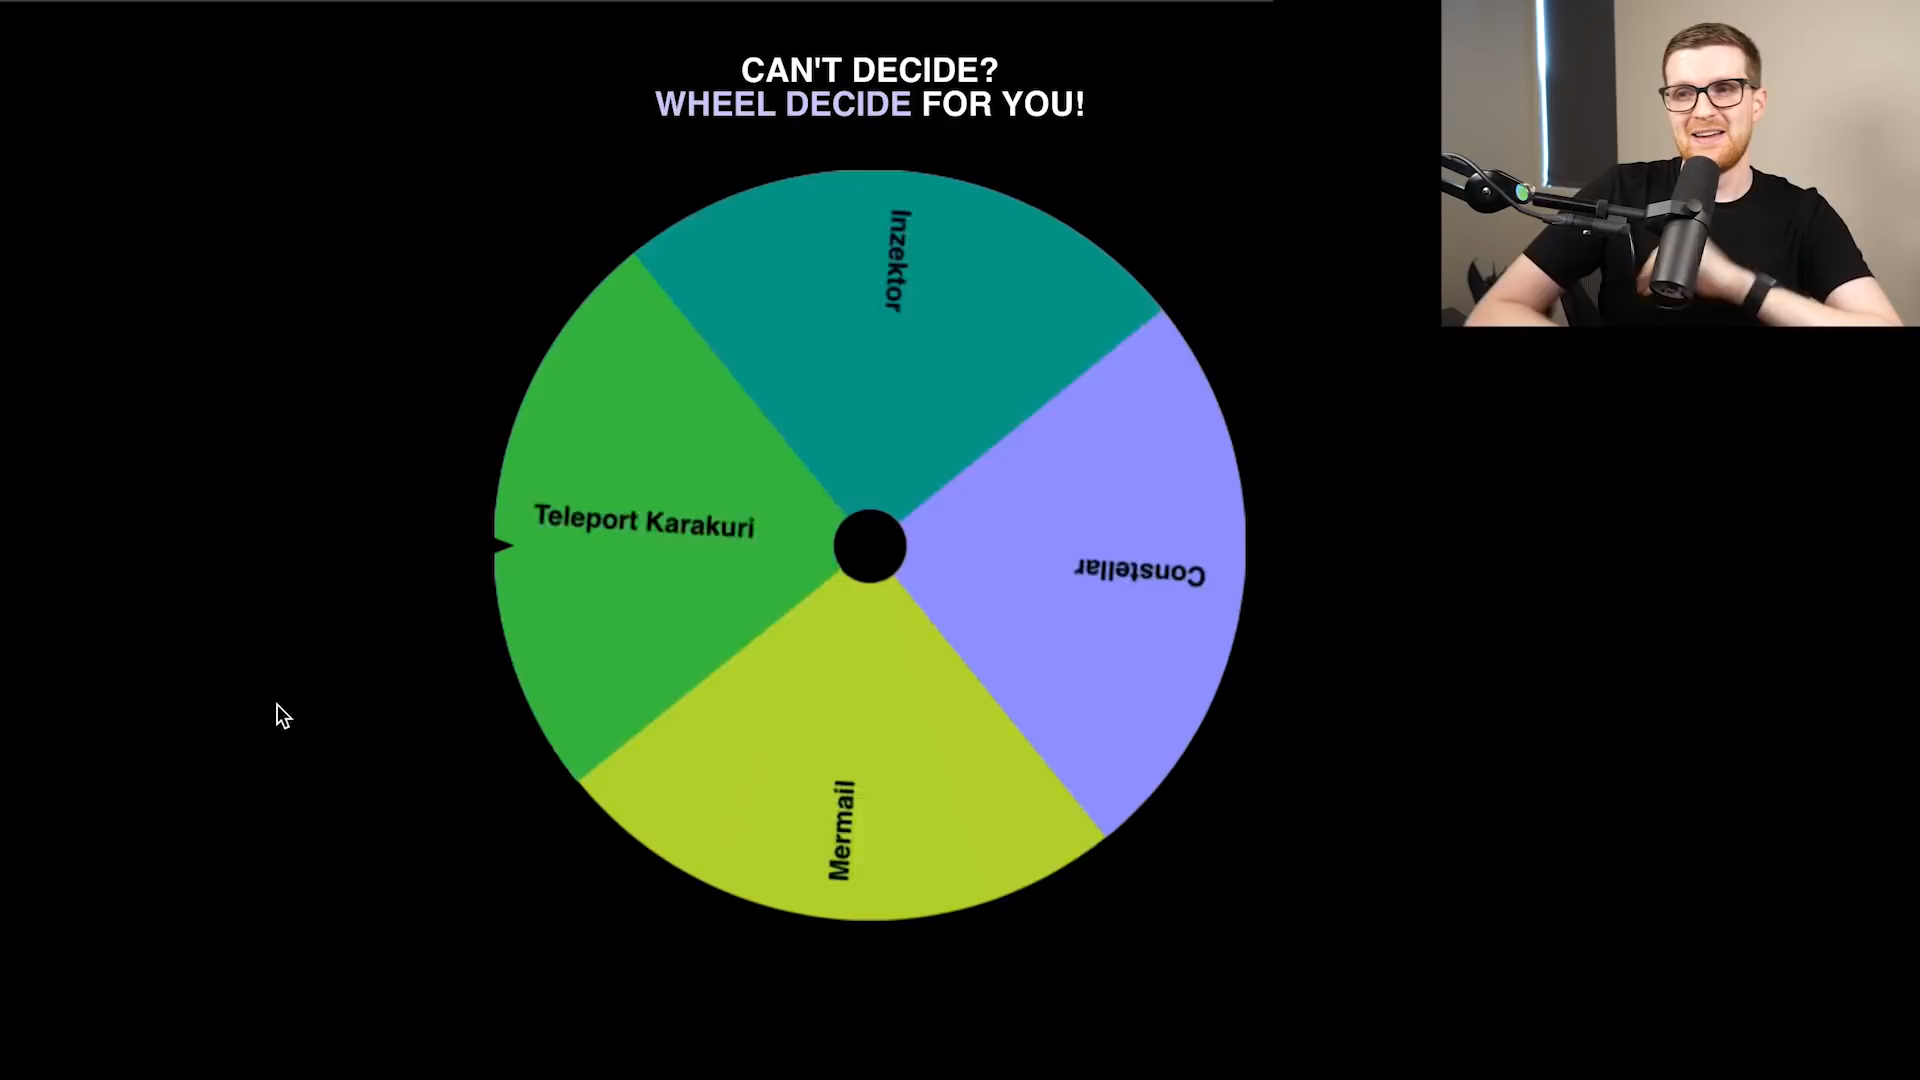 CAN'T DECIDE?
WHEEL DECIDE FOR YOU!
Inzektor
Teleport Karakuri
Constellar
Mermail